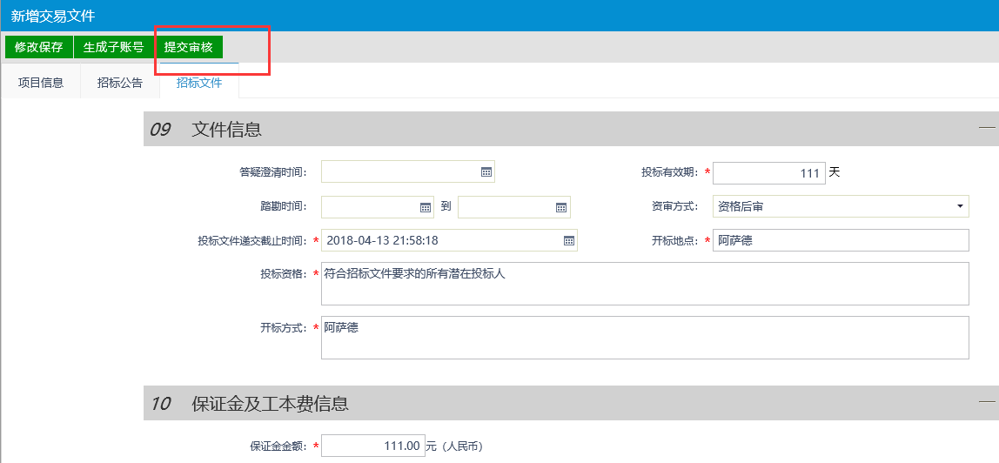 新增交易文件
修改保存 生成子账号 提交审核
项目信息 招标公告 招标文件
09 文件信息
答疑澄清时间： 投标有效期： * 111 天
踏勘时间： 到 资审方式： 资格后审
投标文件递交截止时间： * 2018-04-13 21:58:18 开标地点： * 阿萨德
投标资格： * 符合招标文件要求的所有潜在投标人
开标方式： * 阿萨德
10 保证金及工本费信息
保证金金额： * 111.00 元（人民币）